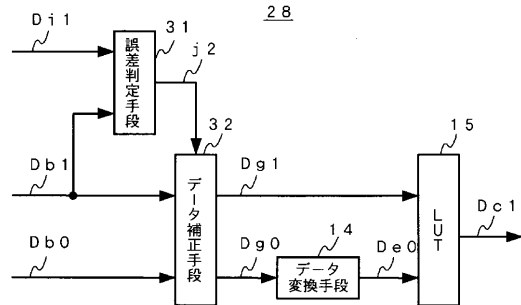 28
Di1
31
誤差判定手段
j2
32
15
Db1
データ補正手段
Dg1
LUT
Dc1
Db0
Dg0
14
データ
変換手段
De0